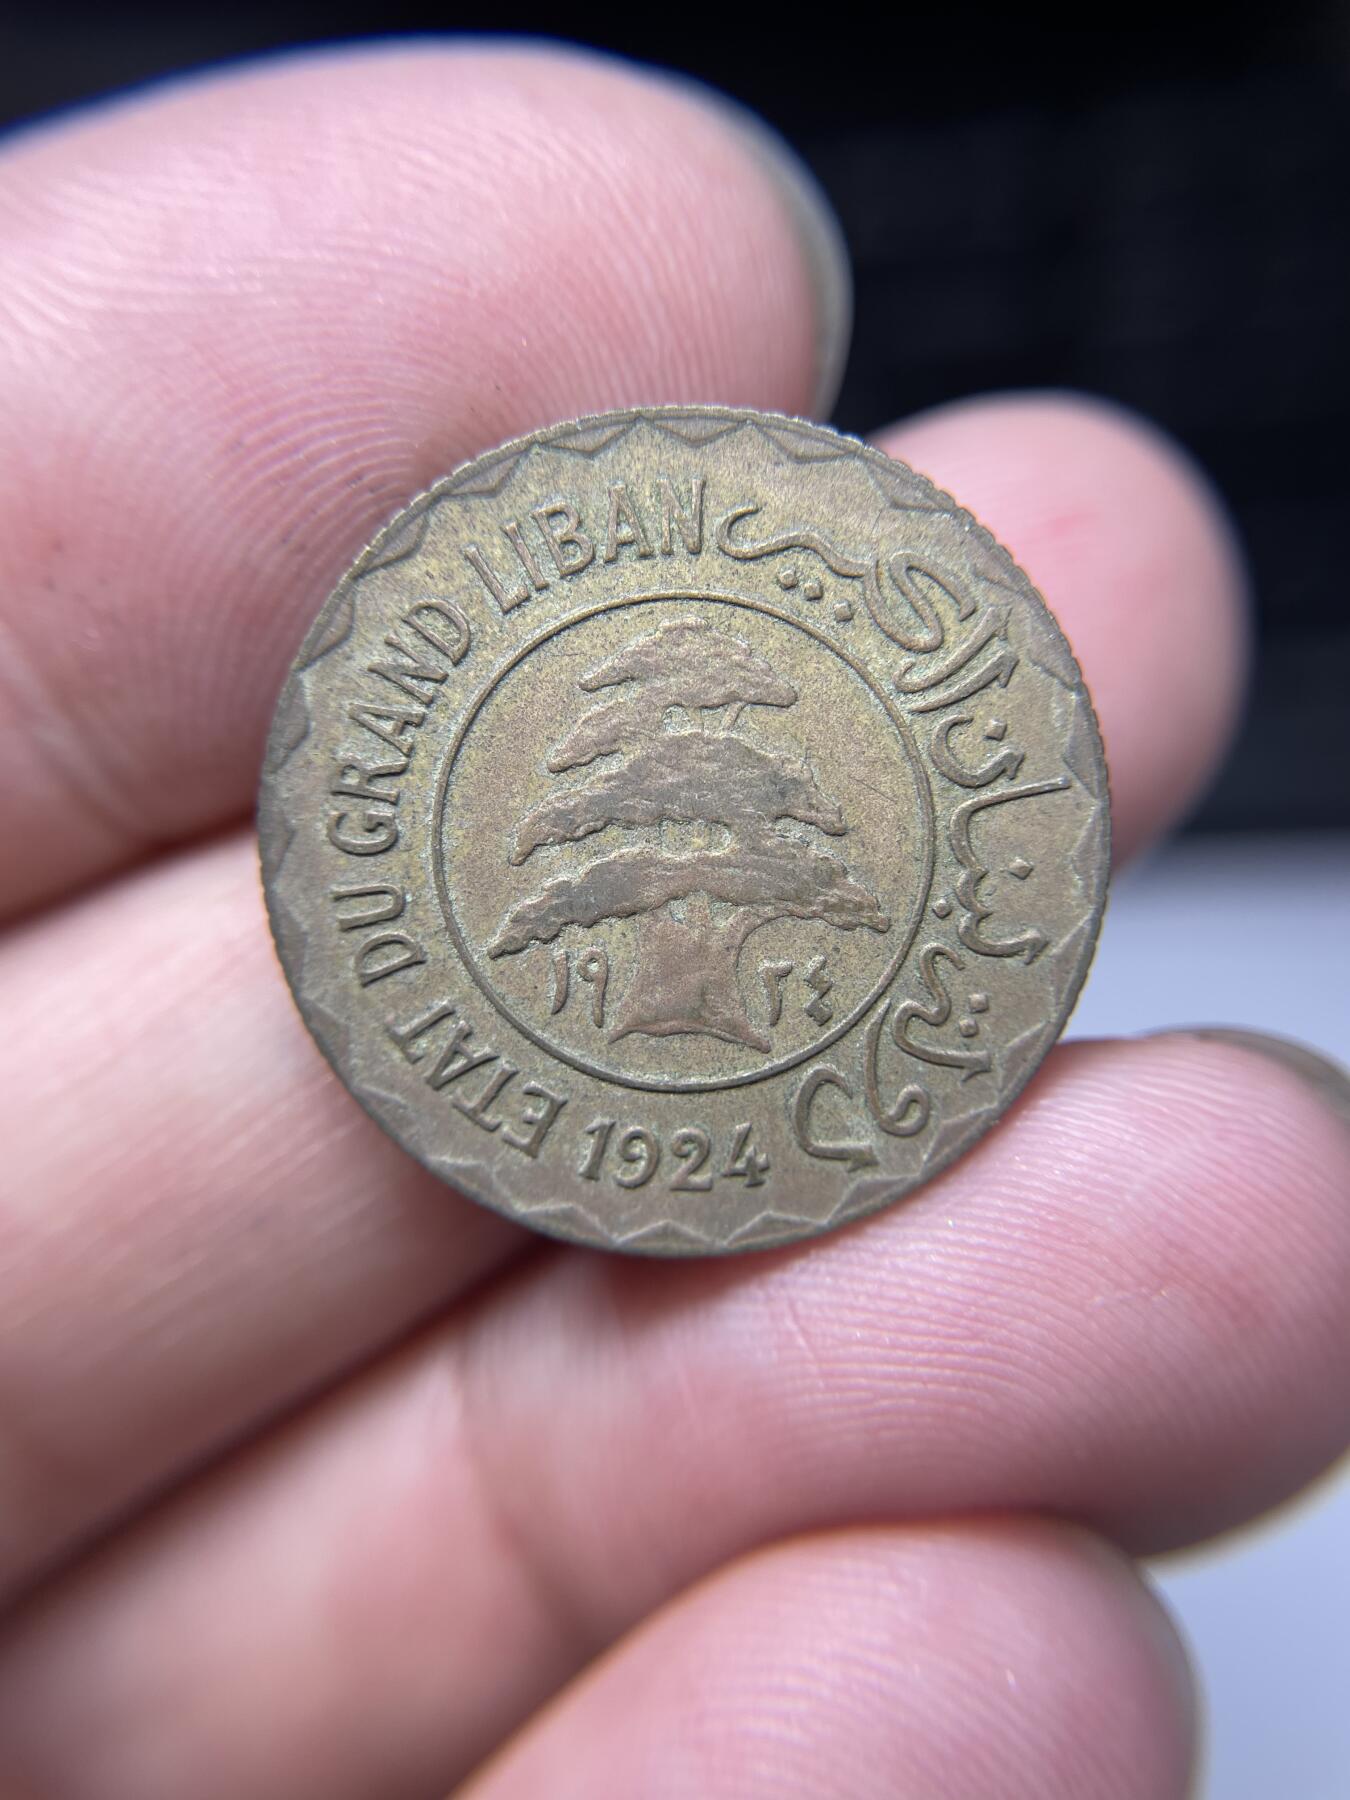 ETAT DU GRAND LIBAN
دولة لبنان الكبير
1924
١٩٢٤